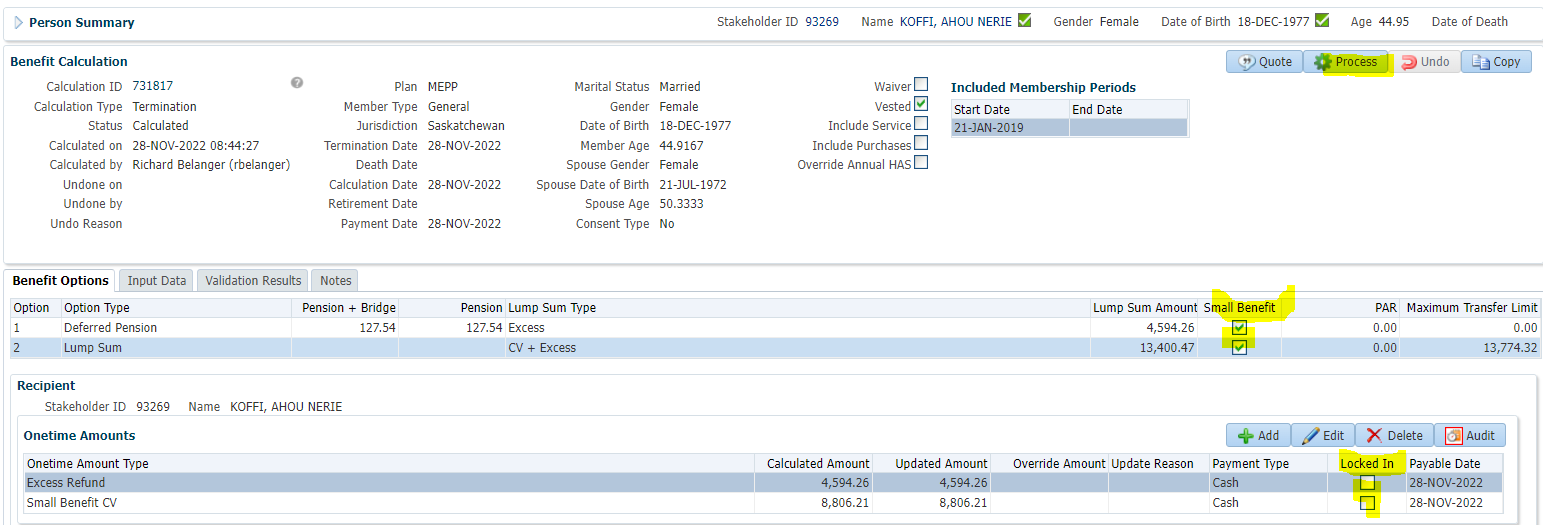 Person Summary Stakeholder ID 93269 Name KOFFI, AHOU NERIE Gender Female Date of Birth 18-DEC-1977 Age 44.95 Date of Death
Benefit Calculation Quote Process Undo Copy
Calculation ID 731817 ? Plan MEPP Marital Status Married Waiver Included Membership Periods
Calculation Type Termination Member Type General Gender Female Vested Start Date End Date
Status Calculated Jurisdiction Saskatchewan Date of Birth 18-DEC-1977 Include Service 21-JAN-2019
Calculated on 28-NOV-2022 08:44:27 Termination Date 28-NOV-2022 Member Age 44.9167 Include Purchases
Calculated by Richard Belanger (rbelanger) Death Date Spouse Gender Female Override Annual HAS
Undone on Calculation Date 28-NOV-2022 Spouse Date of Birth 21-JUL-1972
Undone by Retirement Date Spouse Age 50.3333
Undo Reason Payment Date 28-NOV-2022 Consent Type No
Benefit Options Input Data Validation Results Notes
Option Option Type Pension + Bridge Pension Lump Sum Type Lump Sum Amount Small Benefit PAR Maximum Transfer Limit
1 Deferred Pension 127.54 127.54 Excess 4,594.26 0.00 0.00
2 Lump Sum CV + Excess 13,400.47 0.00 13,774.32
Recipient
Stakeholder ID 93269 Name KOFFI, AHOU NERIE
Onetime Amounts Add Edit Delete Audit
Onetime Amount Type Calculated Amount Updated Amount Override Amount Update Reason Payment Type Locked In Payable Date
Excess Refund 4,594.26 4,594.26 Cash 28-NOV-2022
Small Benefit CV 8,806.21 8,806.21 Cash 28-NOV-2022